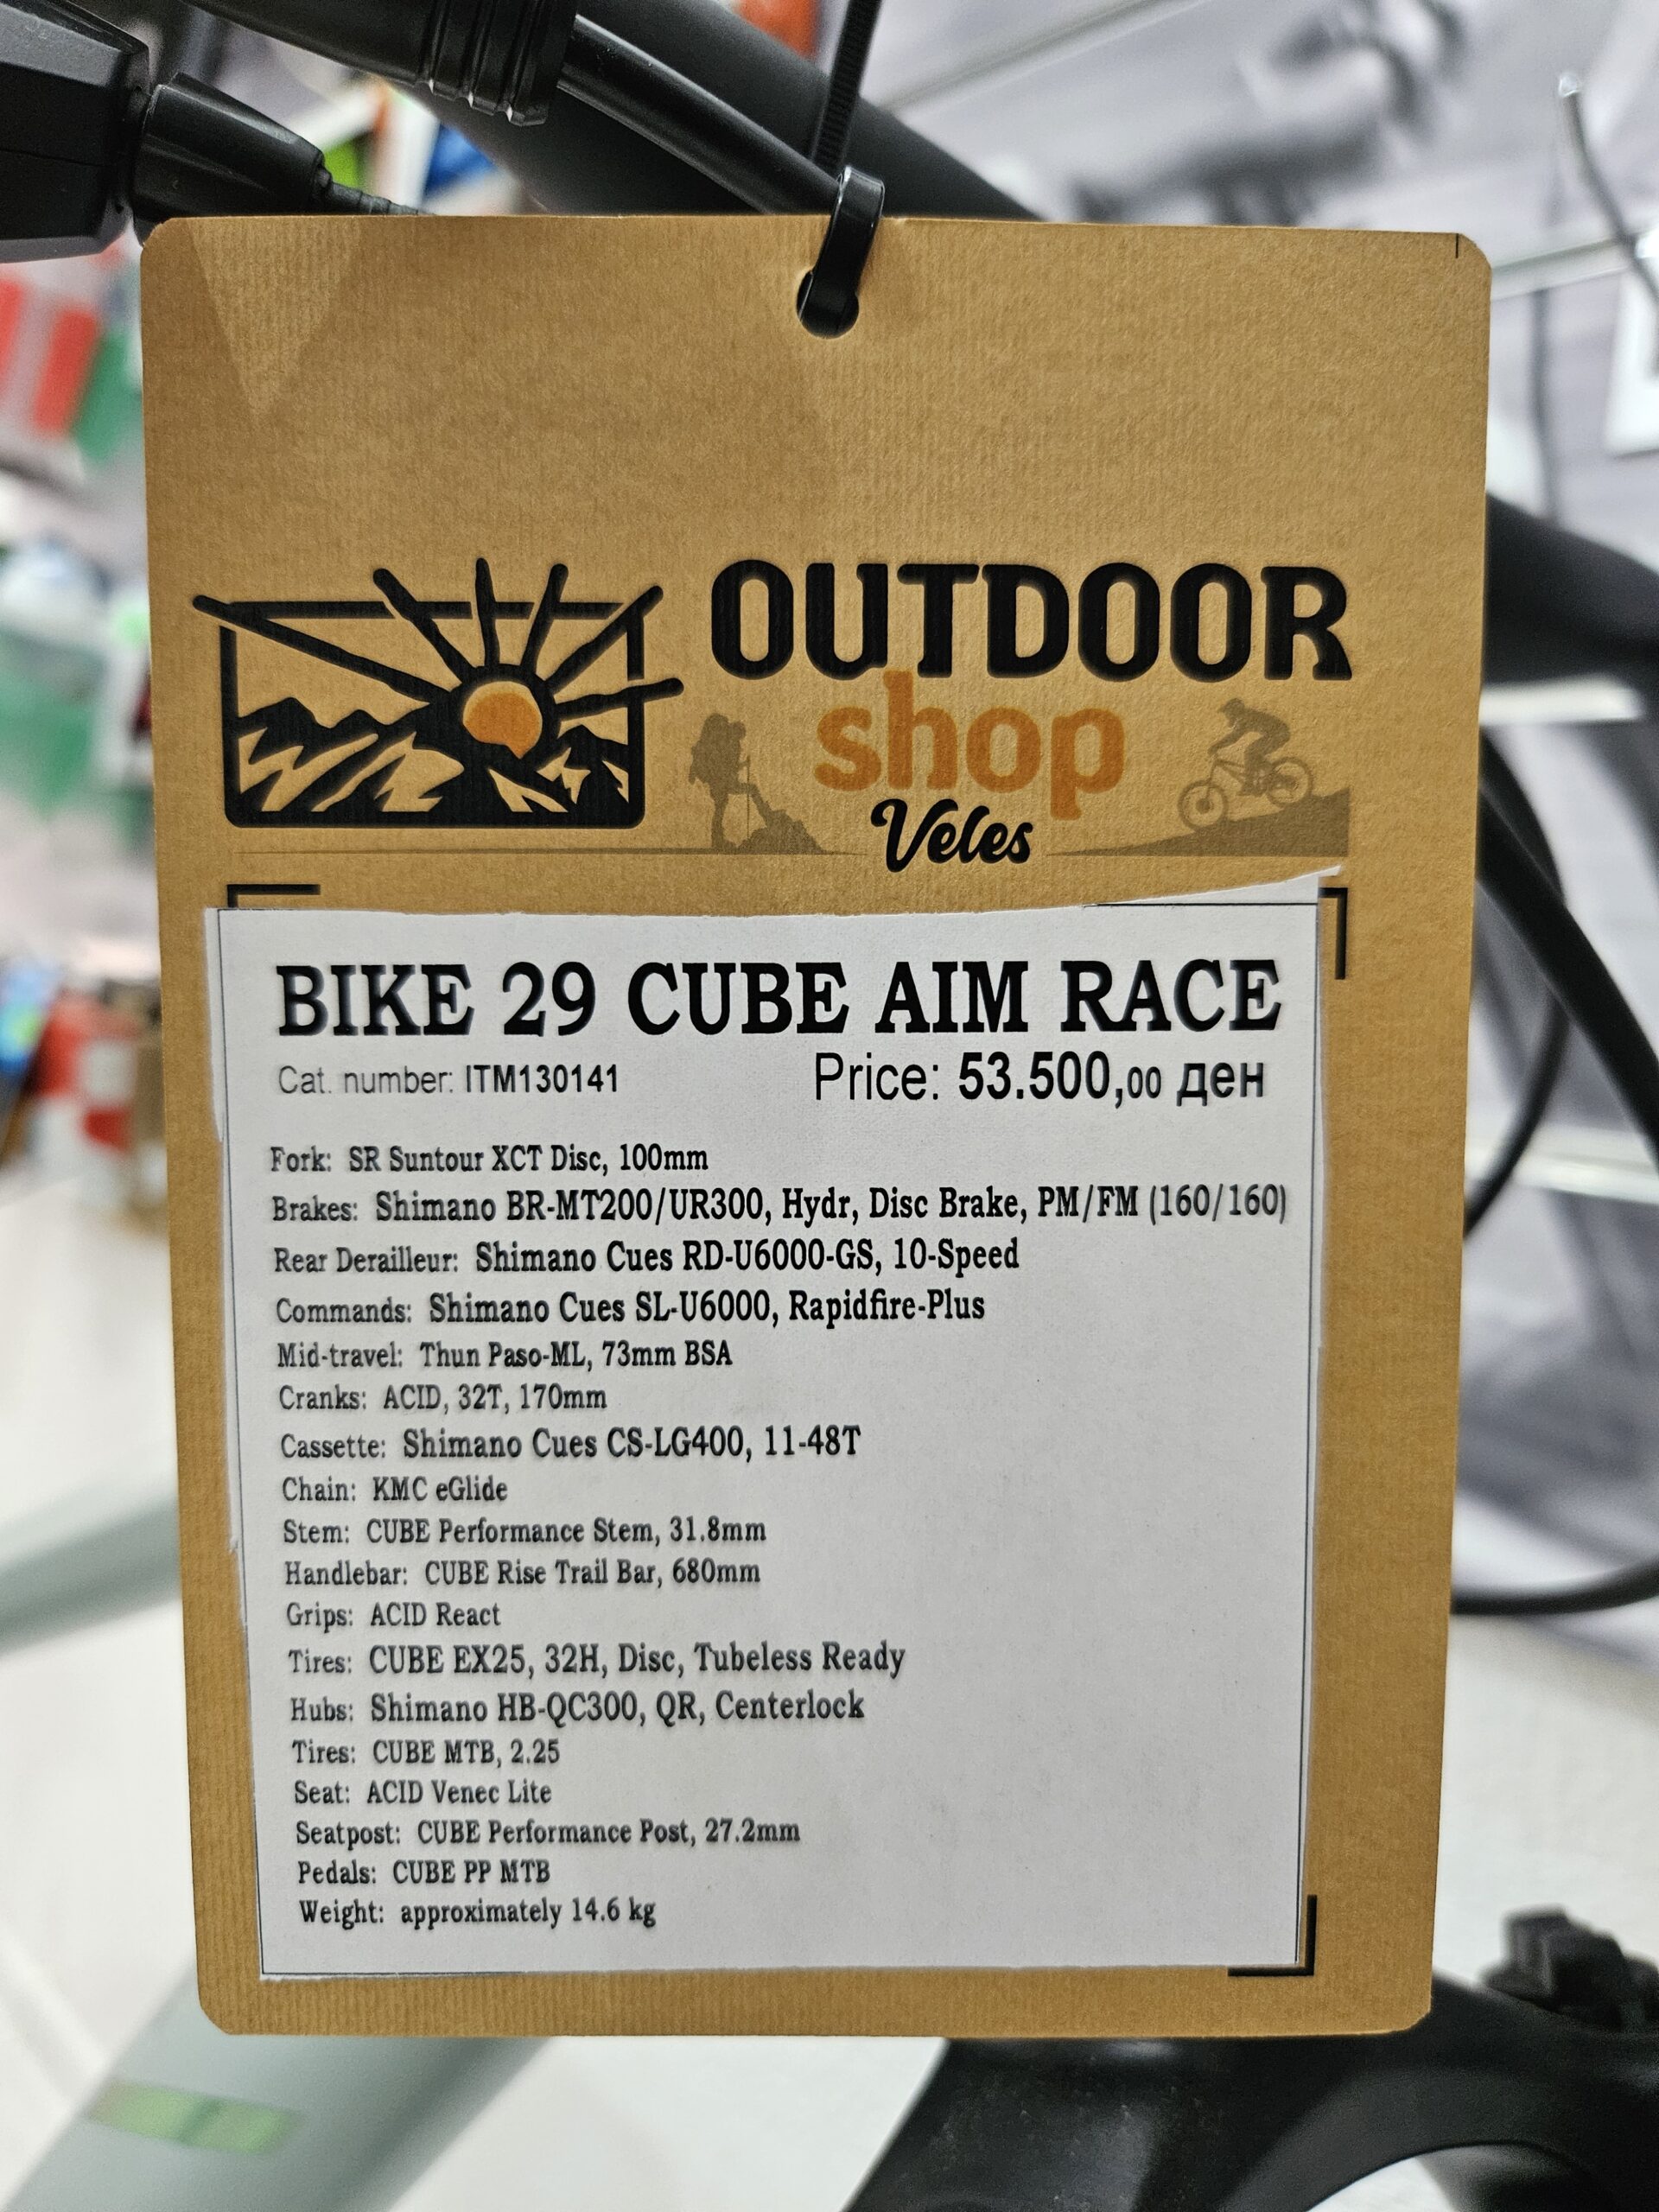 OUTDOOR
shop
Veles
BIKE 29 CUBE AIM RACE
Cat. number: ITM130141 Price: 53.500,00 ден
Fork: SR Suntour XCT Disc, 100mm
Brakes: Shimano BR-MT200/UR300, Hydr, Disc Brake, PM/FM (160/160)
Rear Derailleur: Shimano Cues RD-U6000-GS, 10-Speed
Commands: Shimano Cues SL-U6000, Rapidfire-Plus
Mid-travel: Thun Paso-ML, 73mm BSA
Cranks: ACID, 32T, 170mm
Cassette: Shimano Cues CS-LG400, 11-48T
Chain: KMC eGlide
Stem: CUBE Performance Stem, 31.8mm
Handlebar: CUBE Rise Trail Bar, 680mm
Grips: ACID React
Tires: CUBE EX25, 32H, Disc, Tubeless Ready
Hubs: Shimano HB-QC300, QR, Centerlock
Tires: CUBE MTB, 2.25
Seat: ACID Venec Lite
Seatpost: CUBE Performance Post, 27.2mm
Pedals: CUBE PP MTB
Weight: approximately 14.6 kg